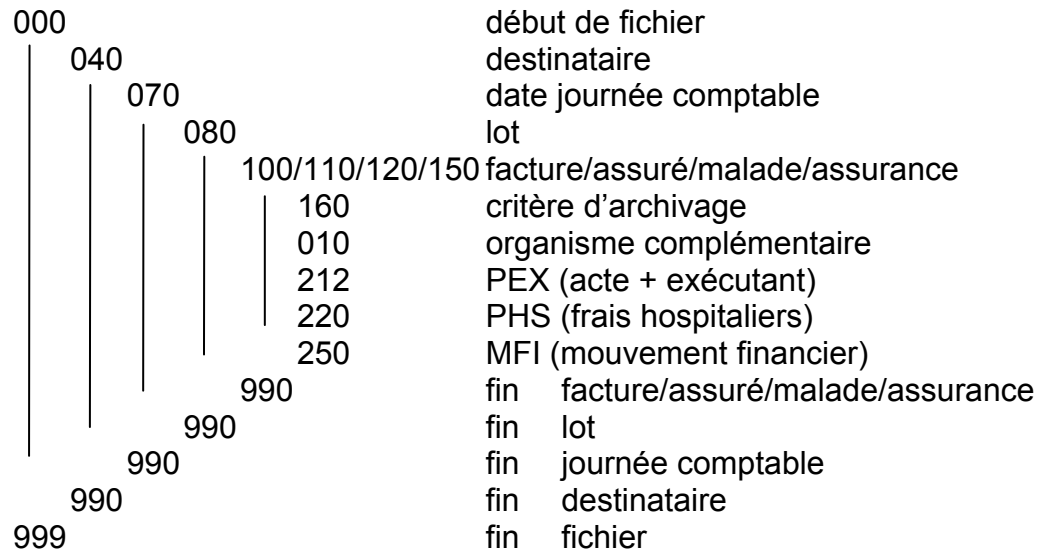 000 début de fichier
040 destinataire
070 date journée comptable
080 lot
100/110/120/150 facture/assuré/malade/assurance
160 critère d’archivage
010 organisme complémentaire
212 PEX (acte + exécutant)
220 PHS (frais hospitaliers)
250 MFI (mouvement financier)
990 fin facture/assuré/malade/assurance
990 fin lot
990 fin journée comptable
990 fin destinataire
999 fin fichier